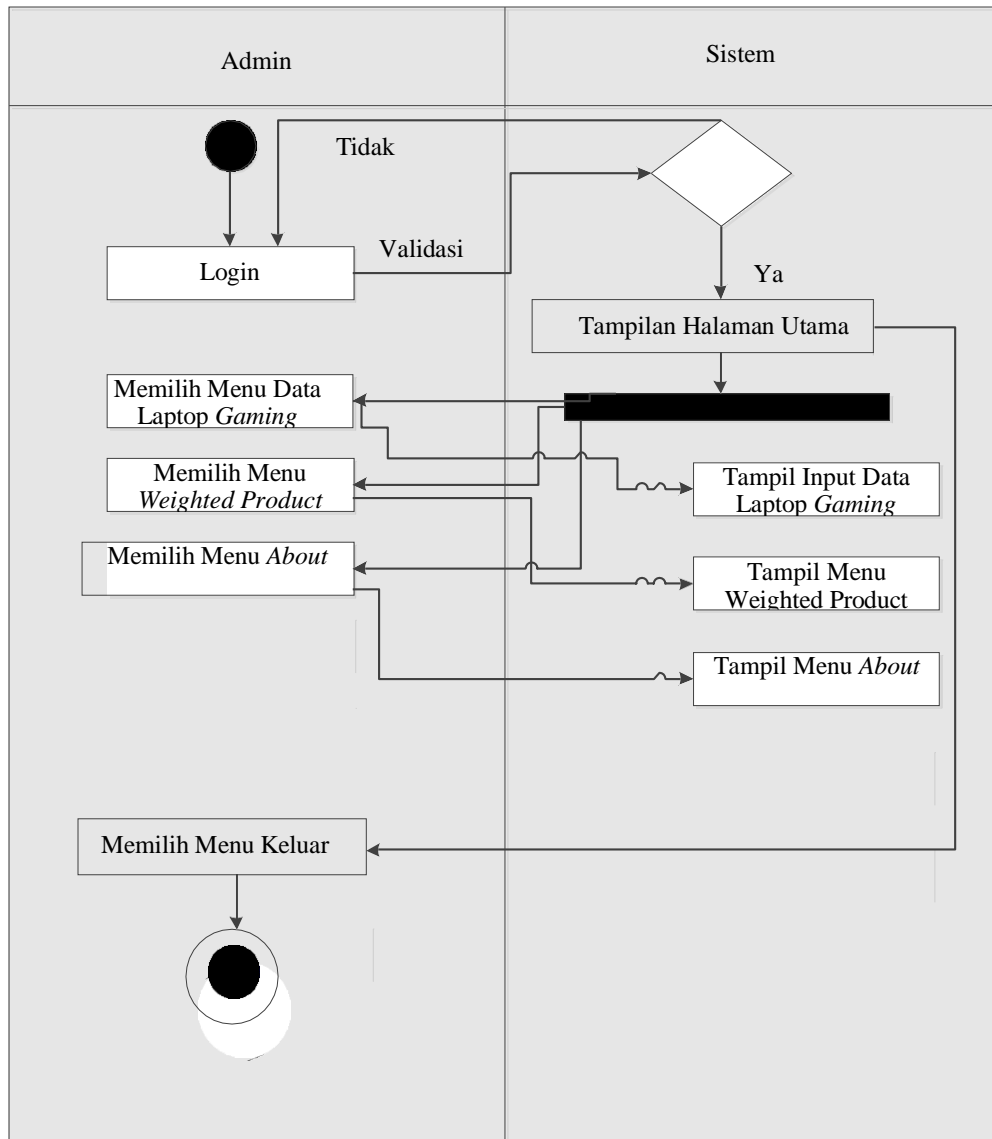 Admin
Sistem
Tidak
Validasi
Login
Ya
Tampilan Halaman Utama
Memilih Menu Data
Laptop Gaming
Memilih Menu
Weighted Product
Tampil Input Data
Laptop Gaming
Memilih Menu About
Tampil Menu
Weighted Product
Tampil Menu About
Memilih Menu Keluar